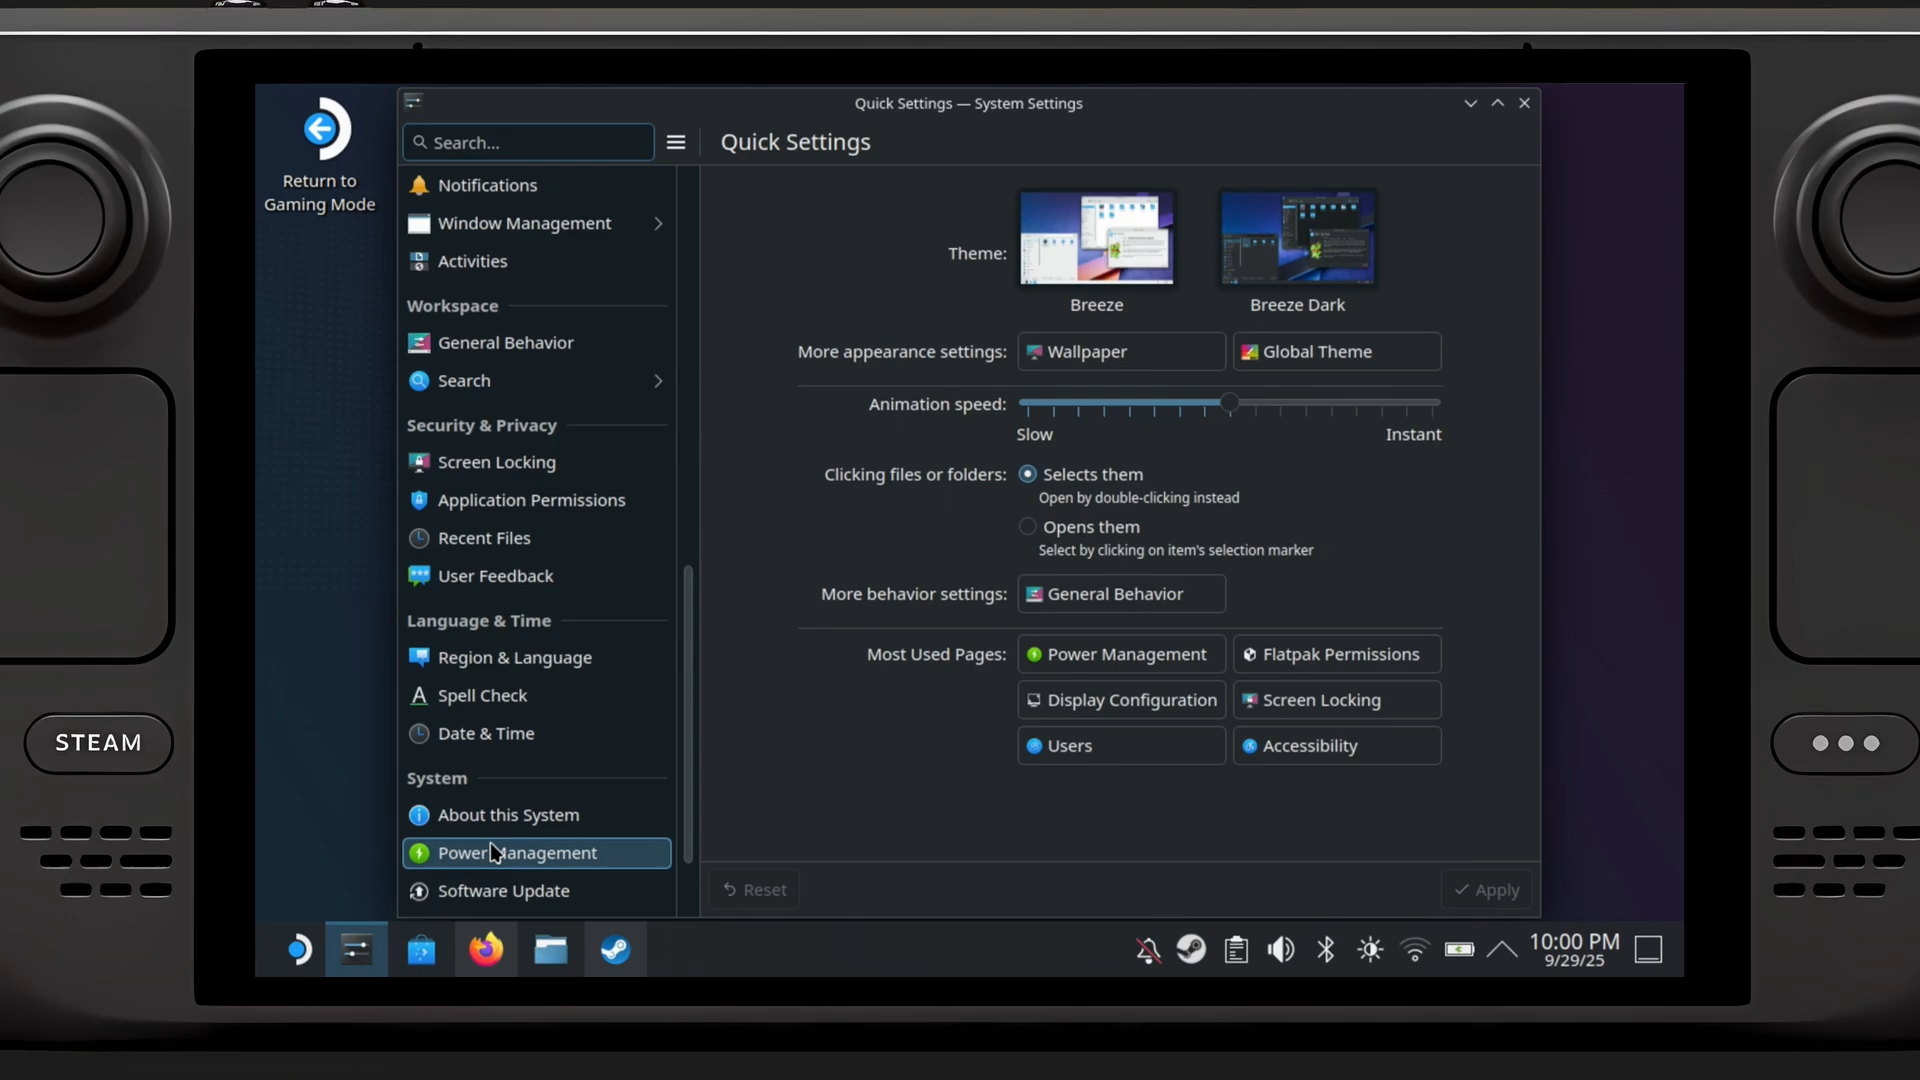 Quick Settings — System Settings
Return to
Gaming Mode
Search...
Quick Settings
Notifications
Window Management
Activities
Workspace
General Behavior
Search
Security & Privacy
Screen Locking
Application Permissions
Recent Files
User Feedback
Language & Time
Region & Language
Spell Check
Date & Time
System
About this System
Power Management
Software Update
Theme:
Breeze
Breeze Dark
More appearance settings:
Wallpaper
Global Theme
Animation speed:
Slow
Instant
Clicking files or folders:
Selects them
Open by double-clicking instead
Opens them
Select by clicking on item's selection marker
More behavior settings:
General Behavior
Most Used Pages:
Power Management
Flatpak Permissions
Display Configuration
Screen Locking
Users
Accessibility
Reset
Apply
STEAM
10:00 PM
9/29/25